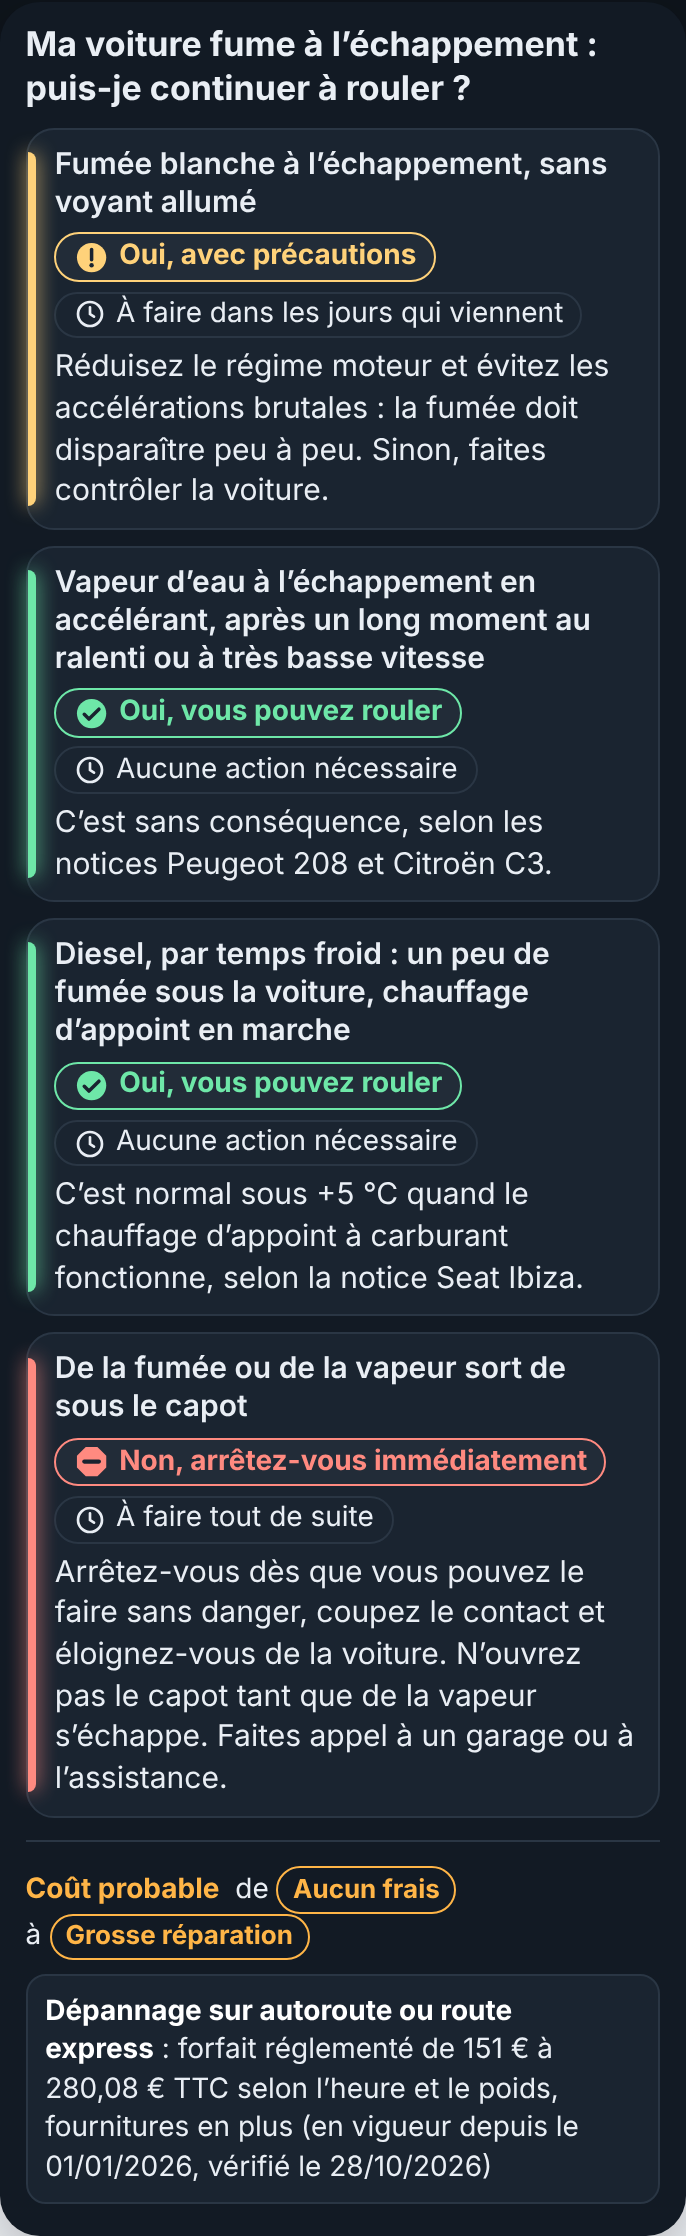 Ma voiture fume à l’échappement :
puis-je continuer à rouler ?
Fumée blanche à l’échappement, sans
voyant allumé
Oui, avec précautions
À faire dans les jours qui viennent
Réduisez le régime moteur et évitez les
accélérations brutales : la fumée doit
disparaître peu à peu. Sinon, faites
contrôler la voiture.
Vapeur d’eau à l’échappement en
accélérant, après un long moment au
ralenti ou à très basse vitesse
Oui, vous pouvez rouler
Aucune action nécessaire
C’est sans conséquence, selon les
notices Peugeot 208 et Citroën C3.
Diesel, par temps froid : un peu de
fumée sous la voiture, chauffage
d’appoint en marche
Oui, vous pouvez rouler
Aucune action nécessaire
C’est normal sous +5 °C quand le
chauffage d’appoint à carburant
fonctionne, selon la notice Seat Ibiza.
De la fumée ou de la vapeur sort de
sous le capot
Non, arrêtez-vous immédiatement
À faire tout de suite
Arrêtez-vous dès que vous pouvez le
faire sans danger, coupez le contact et
éloignez-vous de la voiture. N’ouvrez
pas le capot tant que de la vapeur
s’échappe. Faites appel à un garage ou à
l’assistance.
Coût probable de Aucun frais
à Grosse réparation
Dépannage sur autoroute ou route
express : forfait réglementé de 151 € à
280,08 € TTC selon l’heure et le poids,
fournitures en plus (en vigueur depuis le
01/01/2026, vérifié le 28/10/2026)